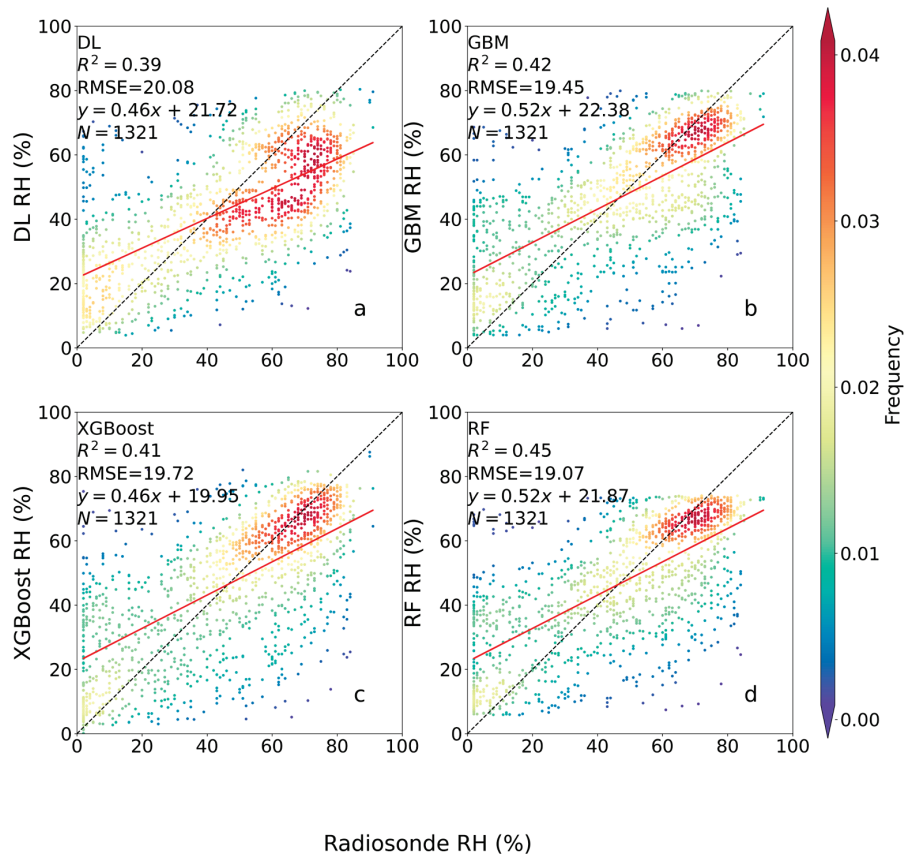 DL
R² = 0.39
RMSE=20.08
y = 0.46x + 21.72
N = 1321
100
80
60
40
20
0
0 20 40 60 80 100
DL RH (%)
a
GBM
R² = 0.42
RMSE=19.45
y = 0.52x + 22.38
N = 1321
100
80
60
40
20
0
0 20 40 60 80 100
GBM RH (%)
b
XGBoost
R² = 0.41
RMSE=19.72
y = 0.46x + 19.95
N = 1321
100
80
60
40
20
0
0 20 40 60 80 100
XGBoost RH (%)
c
RF
R² = 0.45
RMSE=19.07
y = 0.52x + 21.87
N = 1321
100
80
60
40
20
0
0 20 40 60 80 100
RF RH (%)
d
0.04
0.03
0.02
0.01
0.00
Frequency
Radiosonde RH (%)